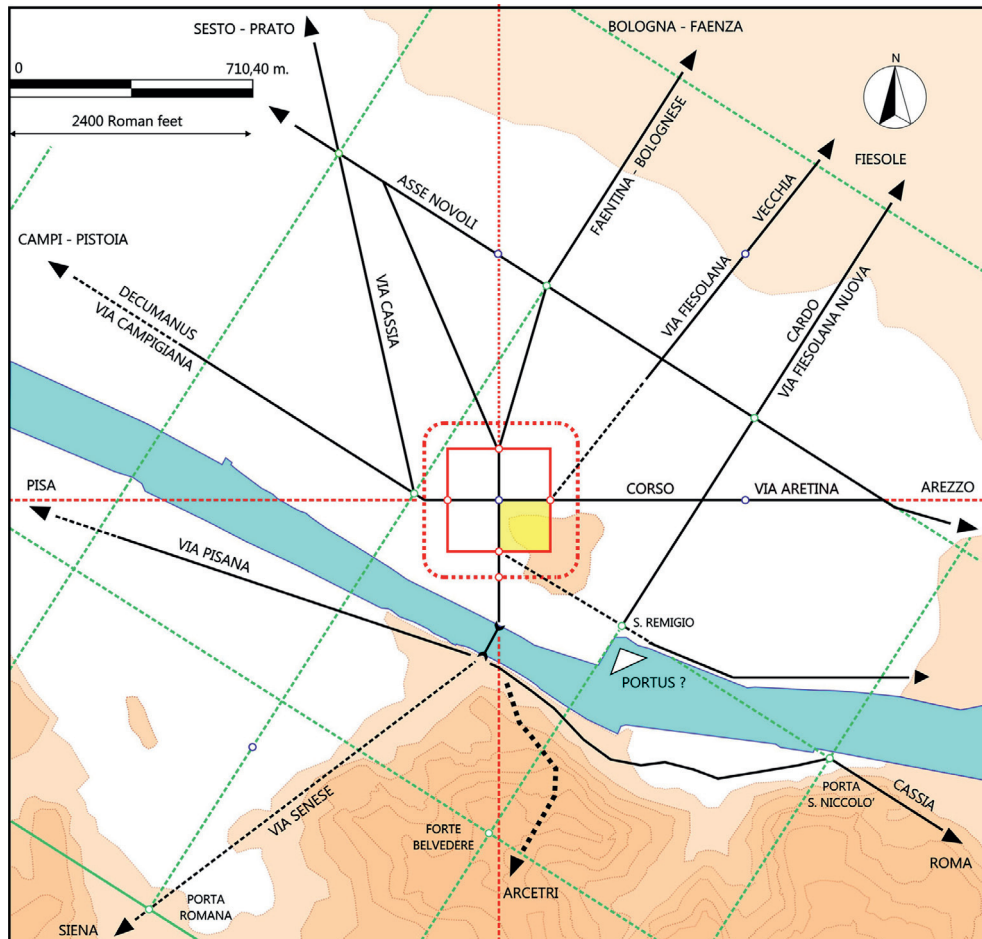 SESTO - PRATO
BOLOGNA - FAENZA
0
710,40 m.
2400 Roman feet
N
FIESOLE
FAENTINA - BOLOGNESE
VECCHIA
VIA FIESOLANA
ASSE NOVOLI
CAMPI - PISTOIA
DECUMANUS
VIA CAMPIGIANA
VIA CASSIA
CARDO
VIA FIESOLANA NUOVA
PISA
CORSO
VIA ARETINA
AREZZO
VIA PISANA
S. REMIGIO
PORTUS ?
VIA SENESE
PORTA
S. NICCOLO'
CASSIA
FORTE
BELVEDERE
ROMA
ARCETRI
PORTA
ROMANA
SIENA